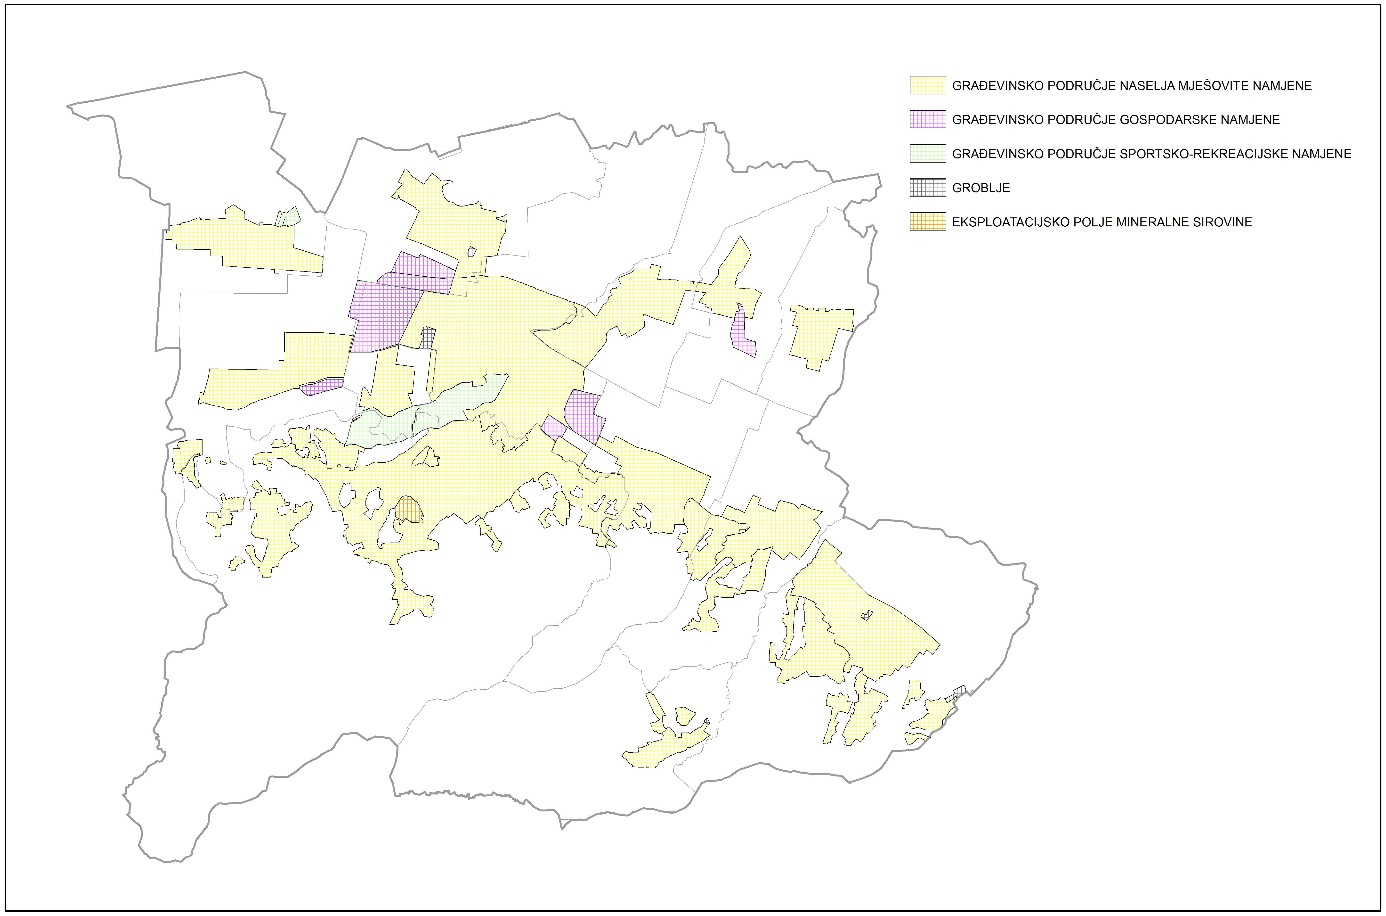 GRAĐEVINSKO PODRUČJE NASELJA MJEŠOVITE NAMJENE
GRAĐEVINSKO PODRUČJE GOSPODARSKE NAMJENE
GRAĐEVINSKO PODRUČJE SPORTSKO-REKREACIJSKE NAMJENE
GROBLJE
EKSPLOATACIJSKO POLJE MINERALNE SIROVINE